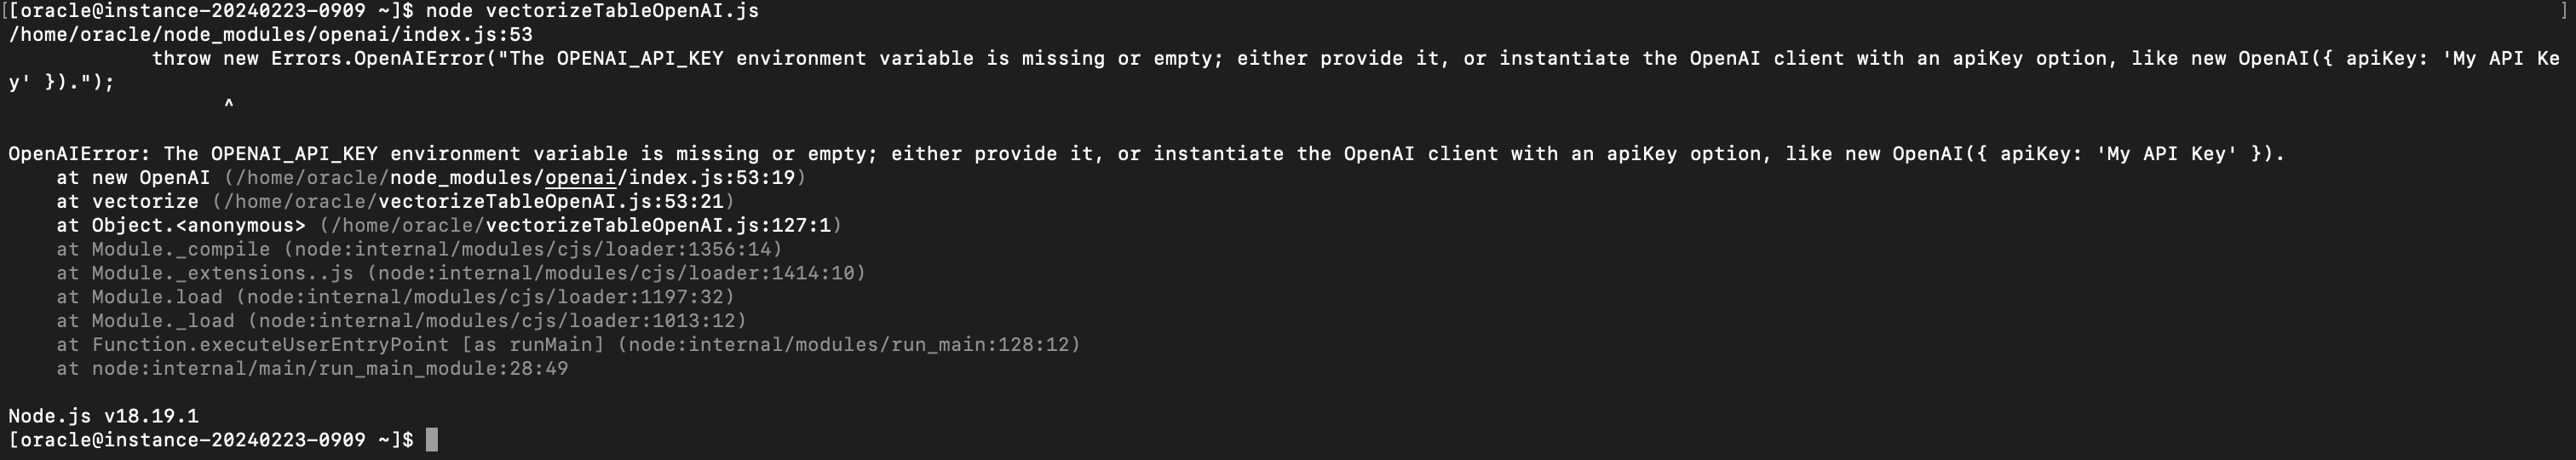 [[oracle@instance-20240223-0909 ~]$ node vectorizeTableOpenAI.js ]
/home/oracle/node_modules/openai/index.js:53
            throw new Errors.OpenAIError("The OPENAI_API_KEY environment variable is missing or empty; either provide it, or instantiate the OpenAI client with an apiKey option, like new OpenAI({ apiKey: 'My API Ke
y' }).");
                  ^
OpenAIError: The OPENAI_API_KEY environment variable is missing or empty; either provide it, or instantiate the OpenAI client with an apiKey option, like new OpenAI({ apiKey: 'My API Key' }).
    at new OpenAI (/home/oracle/node_modules/openai/index.js:53:19)
    at vectorize (/home/oracle/vectorizeTableOpenAI.js:53:21)
    at Object.<anonymous> (/home/oracle/vectorizeTableOpenAI.js:127:1)
    at Module._compile (node:internal/modules/cjs/loader:1356:14)
    at Module._extensions..js (node:internal/modules/cjs/loader:1414:10)
    at Module.load (node:internal/modules/cjs/loader:1197:32)
    at Module._load (node:internal/modules/cjs/loader:1013:12)
    at Function.executeUserEntryPoint [as runMain] (node:internal/modules/run_main:128:12)
    at node:internal/main/run_main_module:28:49
Node.js v18.19.1
[oracle@instance-20240223-0909 ~]$